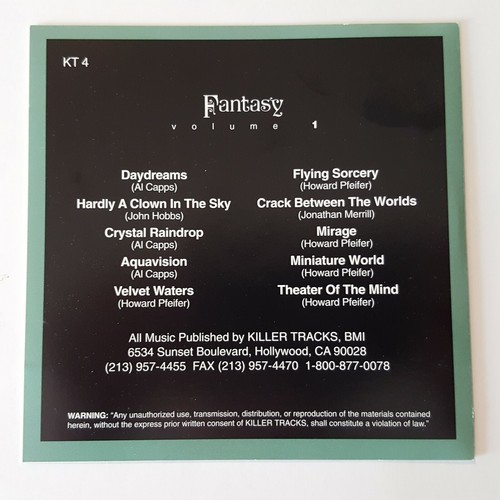 KT 4
Fantasy
volume 1
Daydreams
(Al Capps)
Hardly A Clown In The Sky
(John Hobbs)
Crystal Raindrop
(Al Capps)
Aquavision
(Al Capps)
Velvet Waters
(Howard Pfeifer)
Flying Sorcery
(Howard Pfeifer)
Crack Between The Worlds
(Jonathan Merrill)
Mirage
(Howard Pfeifer)
Miniature World
(Howard Pfeifer)
Theater Of The Mind
(Howard Pfeifer)
All Music Published by KILLER TRACKS, BMI
6534 Sunset Boulevard, Hollywood, CA 90028
(213) 957-4455 FAX (213) 957-4470 1-800-877-0078
WARNING: "Any unauthorized use, transmission, distribution, or reproduction of the materials contained
herein, without the express prior written consent of KILLER TRACKS, shall constitute a violation of law."